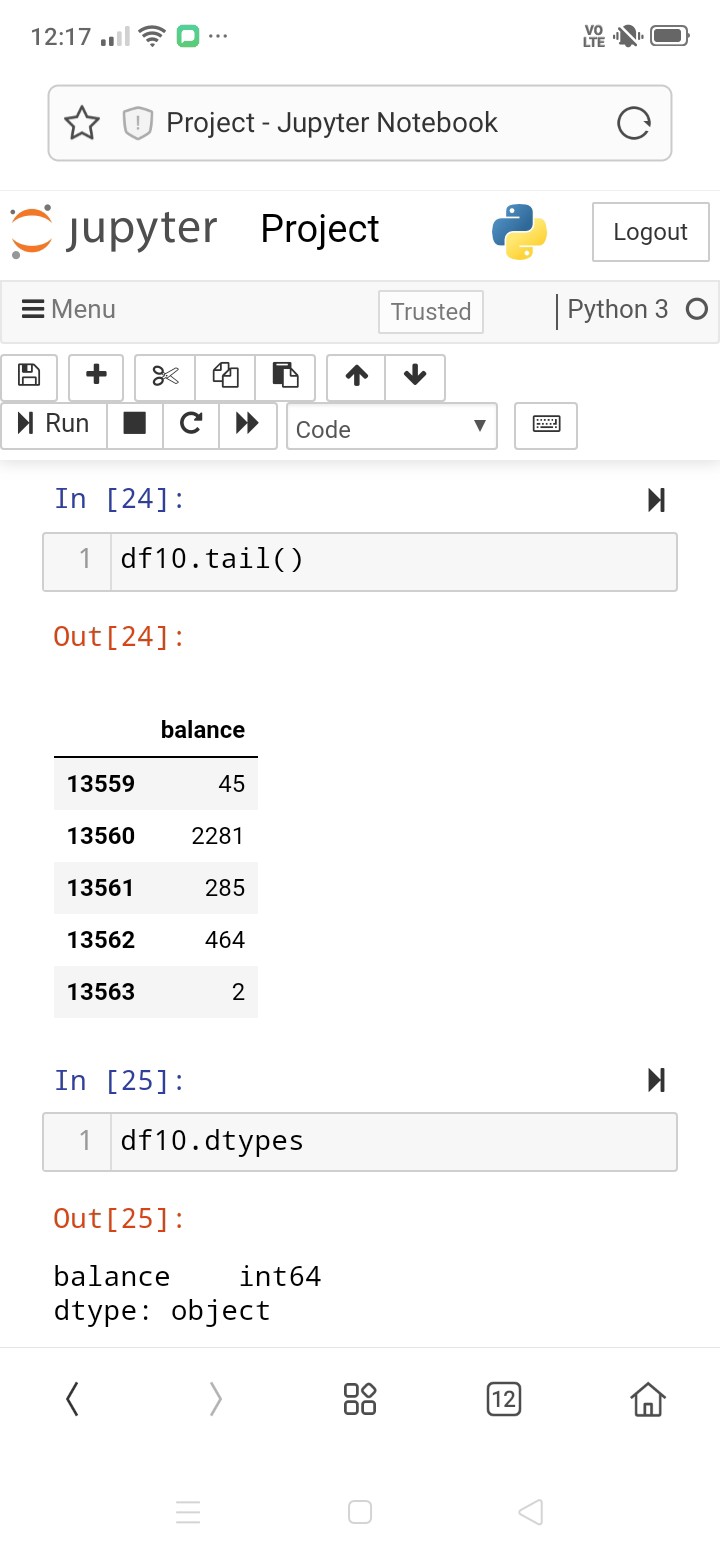 12:17 ... VO LTE
Project - Jupyter Notebook
jupyter Project Logout
Menu Trusted Python 3
Run Code
In [24]:
1 df10.tail()
Out[24]:
balance
13559 45
13560 2281
13561 285
13562 464
13563 2
In [25]:
1 df10.dtypes
Out[25]:
balance int64
dtype: object
12